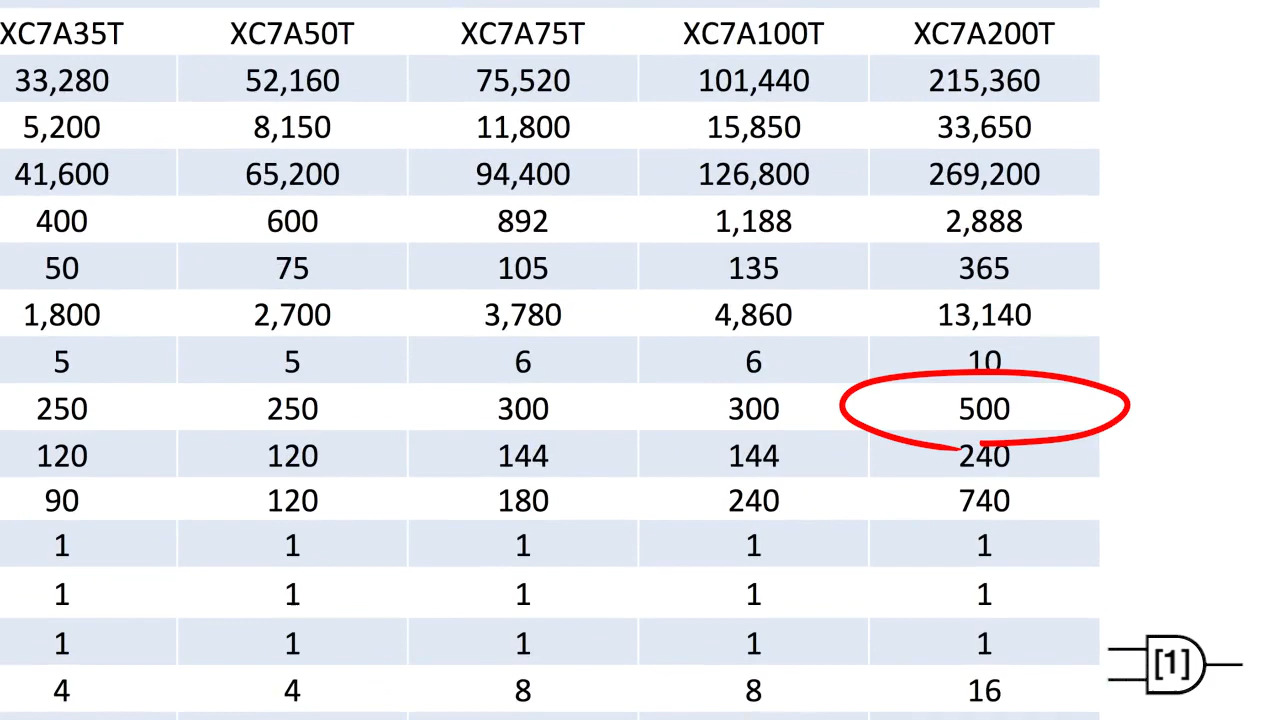 XC7A35T XC7A50T XC7A75T XC7A100T XC7A200T
33,280 52,160 75,520 101,440 215,360
5,200 8,150 11,800 15,850 33,650
41,600 65,200 94,400 126,800 269,200
400 600 892 1,188 2,888
50 75 105 135 365
1,800 2,700 3,780 4,860 13,140
5 5 6 6 10
250 250 300 300 500
120 120 144 144 240
90 120 180 240 740
1 1 1 1 1
1 1 1 1 1
1 1 1 1 1
4 4 8 8 16
[1]